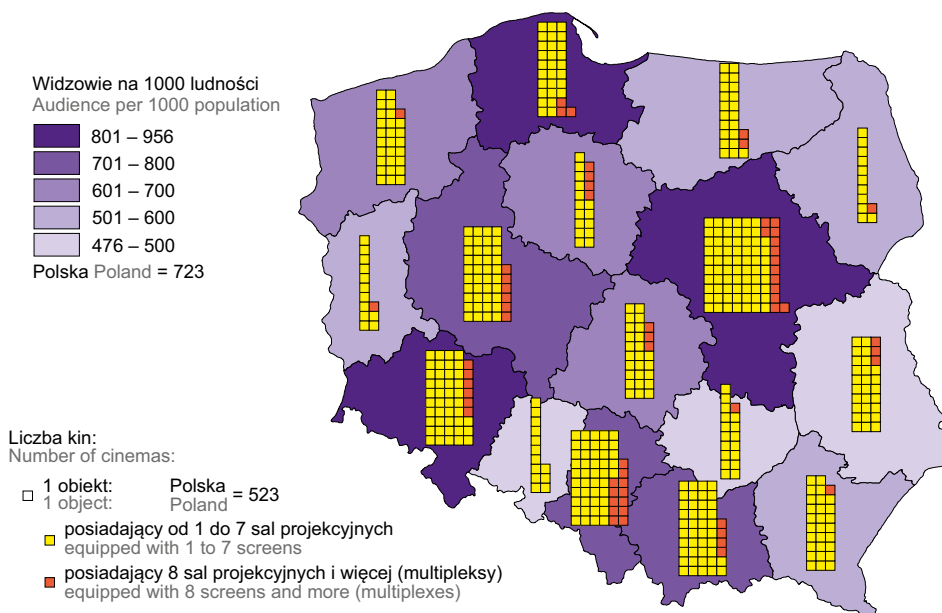 Widzowie na 1000 ludności
Audience per 1000 population
801 – 956
701 – 800
601 – 700
501 – 600
476 – 500
Polska Poland = 723
Liczba kin:
Number of cinemas:
1 obiekt: Polska
1 object: Poland = 523
posiadający od 1 do 7 sal projekcyjnych
equipped with 1 to 7 screens
posiadający 8 sal projekcyjnych i więcej (multipleksy)
equipped with 8 screens and more (multiplexes)